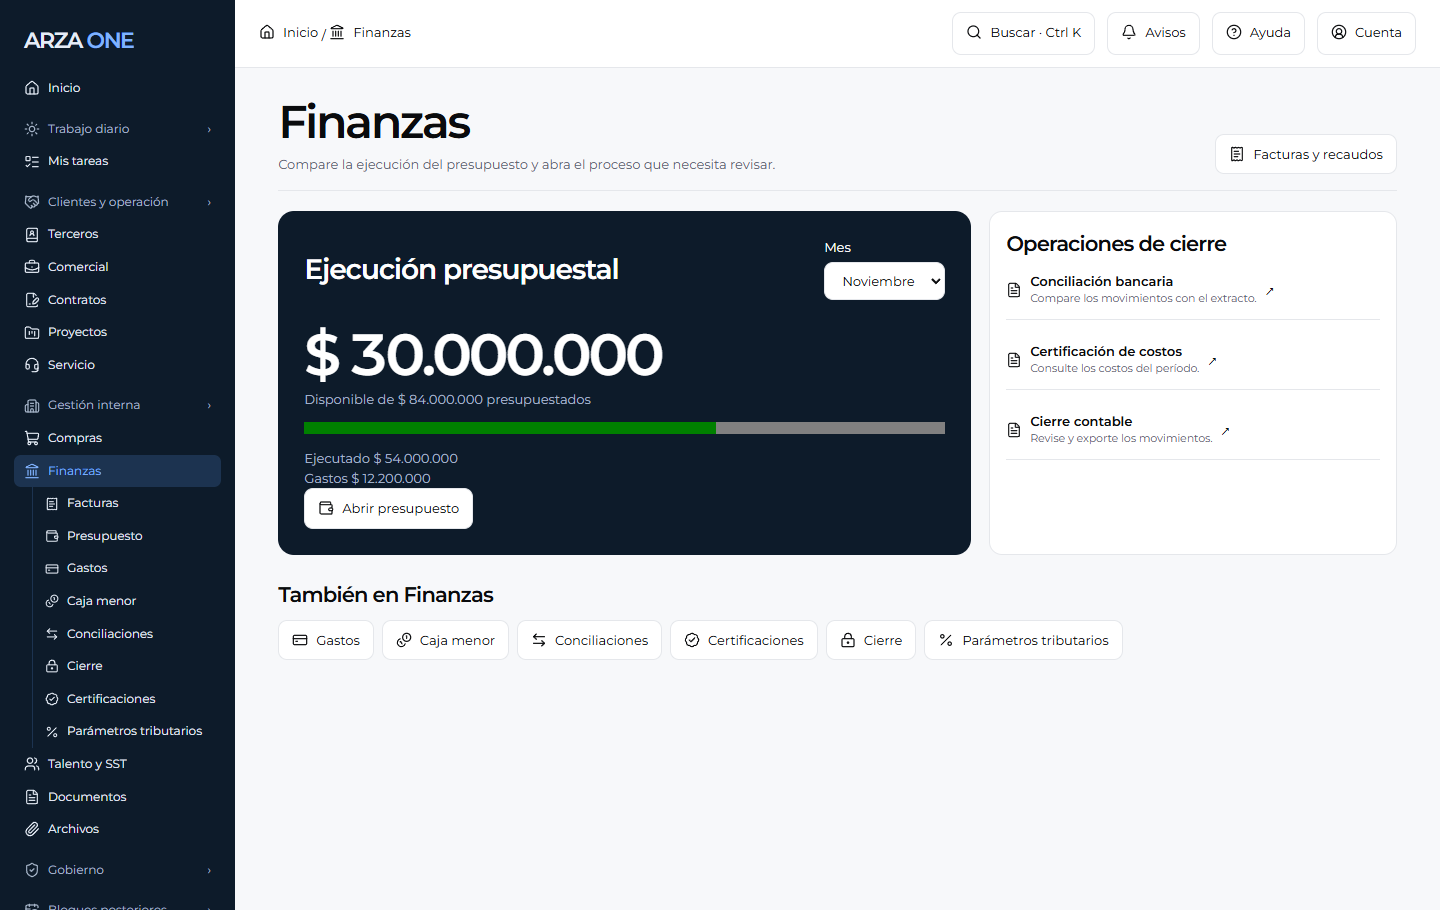 ARZA ONE
Inicio
Trabajo diario
Mis tareas
Clientes y operación
Terceros
Comercial
Contratos
Proyectos
Servicio
Gestión interna
Compras
Finanzas
Facturas
Presupuesto
Gastos
Caja menor
Conciliaciones
Cierre
Certificaciones
Parámetros tributarios
Talento y SST
Documentos
Archivos
Gobierno
Bloques posteriores
Inicio / Finanzas
Buscar · Ctrl K
Avisos
Ayuda
Cuenta
Finanzas
Compare la ejecución del presupuesto y abra el proceso que necesita revisar.
Facturas y recaudos
Ejecución presupuestal
Mes
Noviembre
$ 30.000.000
Disponible de $ 84.000.000 presupuestados
Ejecutado $ 54.000.000
Gastos $ 12.200.000
Abrir presupuesto
Operaciones de cierre
Conciliación bancaria
Compare los movimientos con el extracto.
Certificación de costos
Consulte los costos del período.
Cierre contable
Revise y exporte los movimientos.
También en Finanzas
Gastos
Caja menor
Conciliaciones
Certificaciones
Cierre
Parámetros tributarios